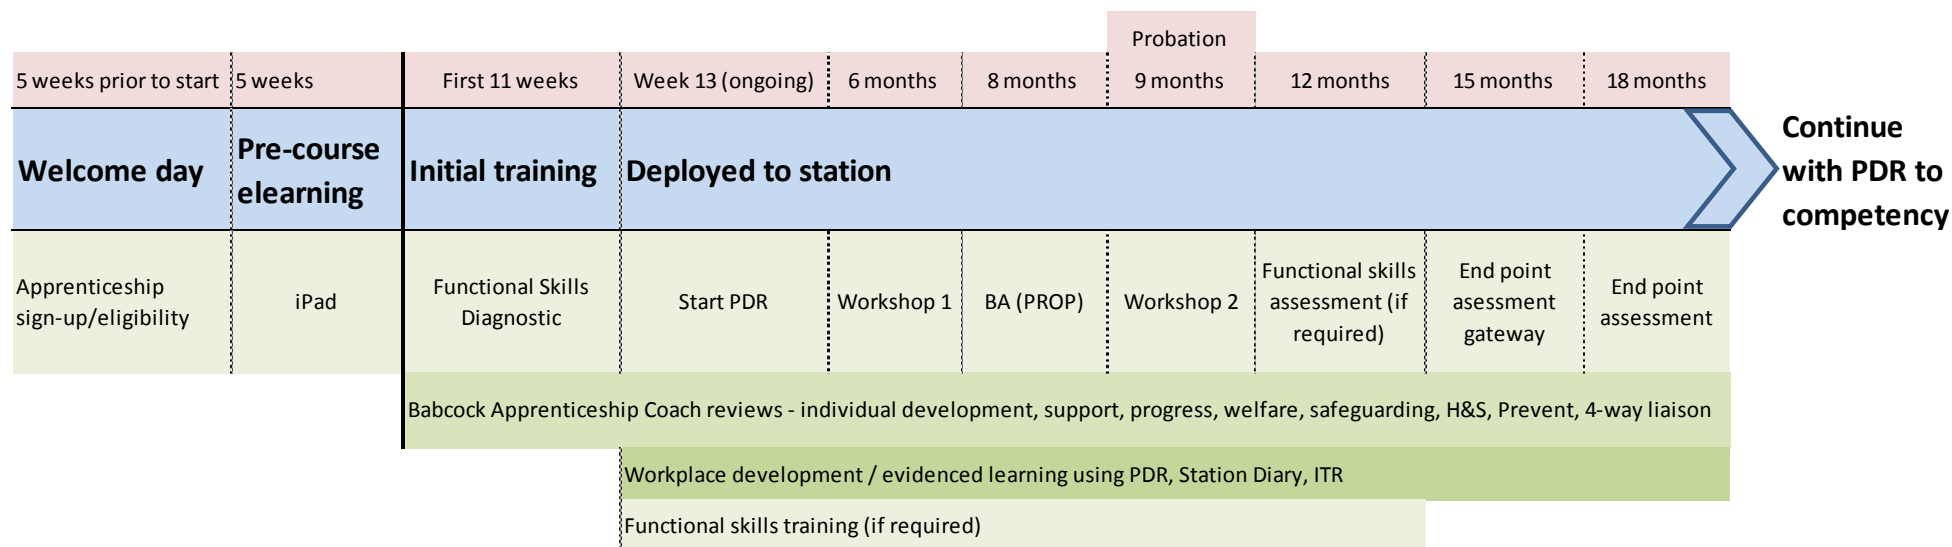 Probation
5 weeks prior to start
5 weeks
First 11 weeks
Week 13 (ongoing)
6 months
8 months
9 months
12 months
15 months
18 months
Welcome day
Pre-course
elearning
Initial training
Deployed to station
Continue
with PDR to
competency
Apprenticeship
sign-up/eligibility
iPad
Functional Skills
Diagnostic
Start PDR
Workshop 1
BA (PROP)
Workshop 2
Functional skills
assessment (if
required)
End point
asessment
gateway
End point
assessment
Babcock Apprenticeship Coach reviews - individual development, support, progress, welfare, safeguarding, H&S, Prevent, 4-way liaison
Workplace development / evidenced learning using PDR, Station Diary, ITR
Functional skills training (if required)